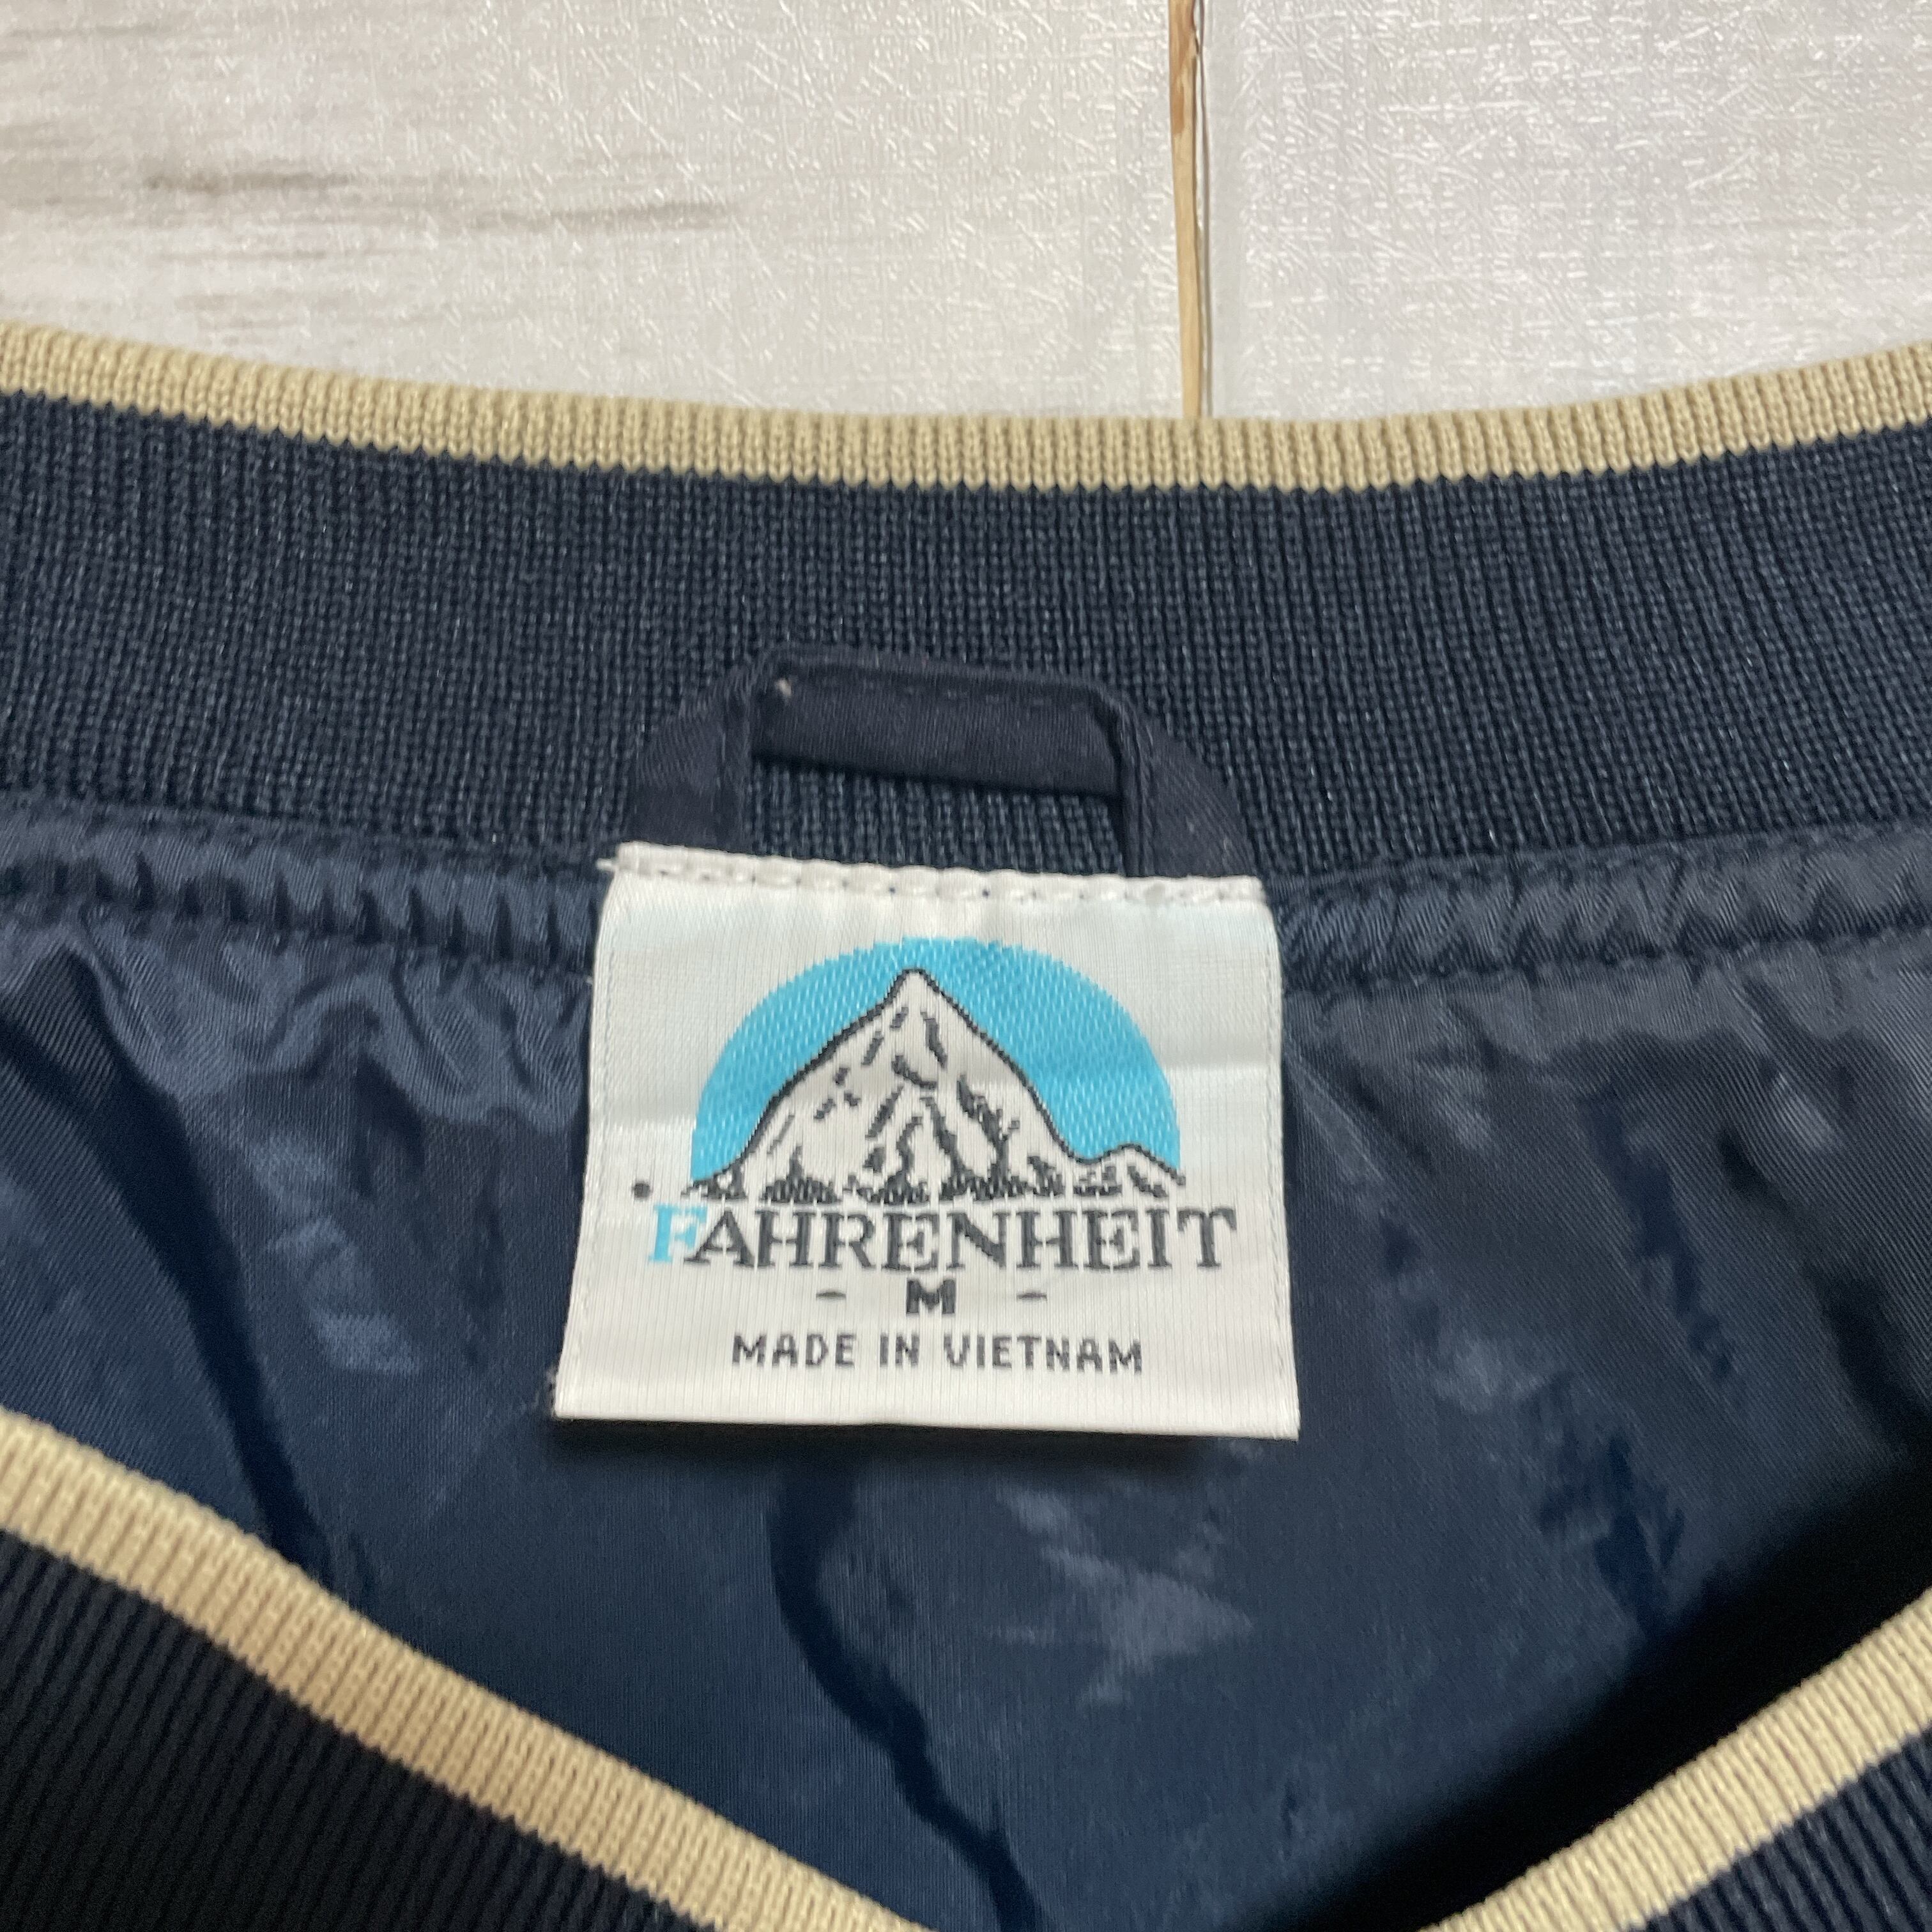 FAHRENHEIT
- M -
MADE IN VIETNAM